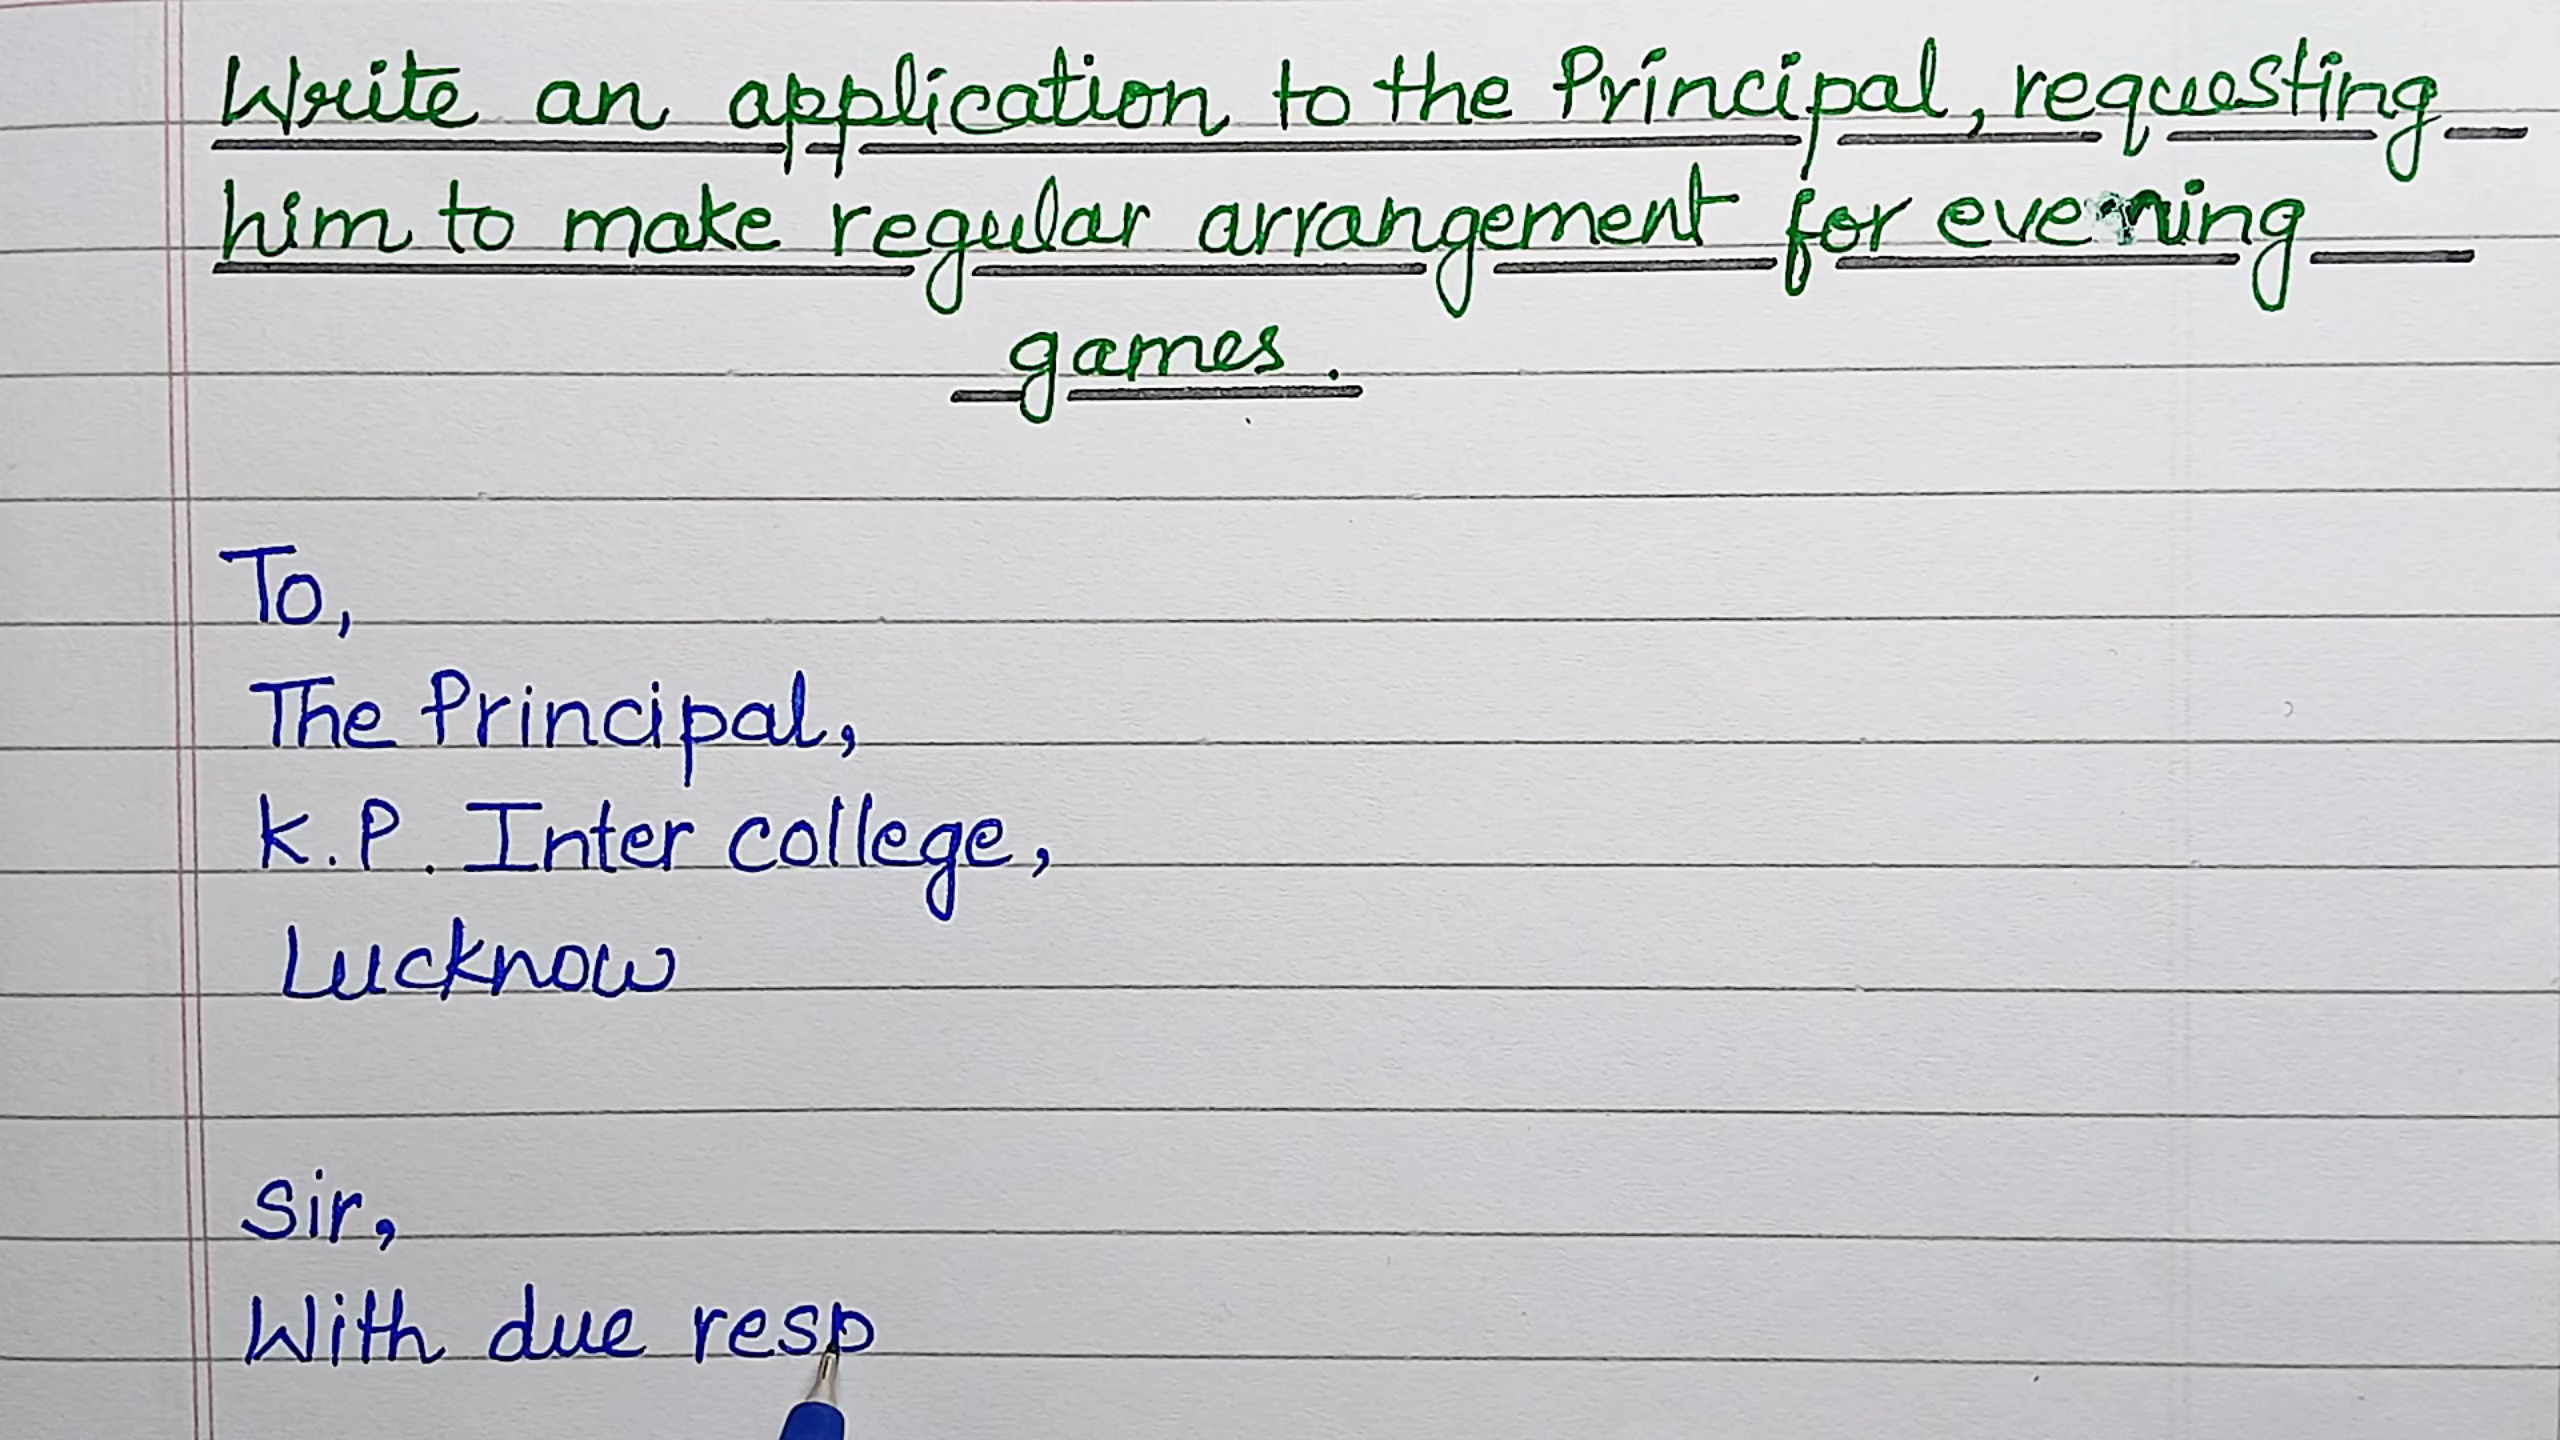 Write an application to the Principal, requesting
him to make regular arrangement for evening
games.
To,
The Principal,
K.P. Inter college,
Lucknow
Sir,
With due resp